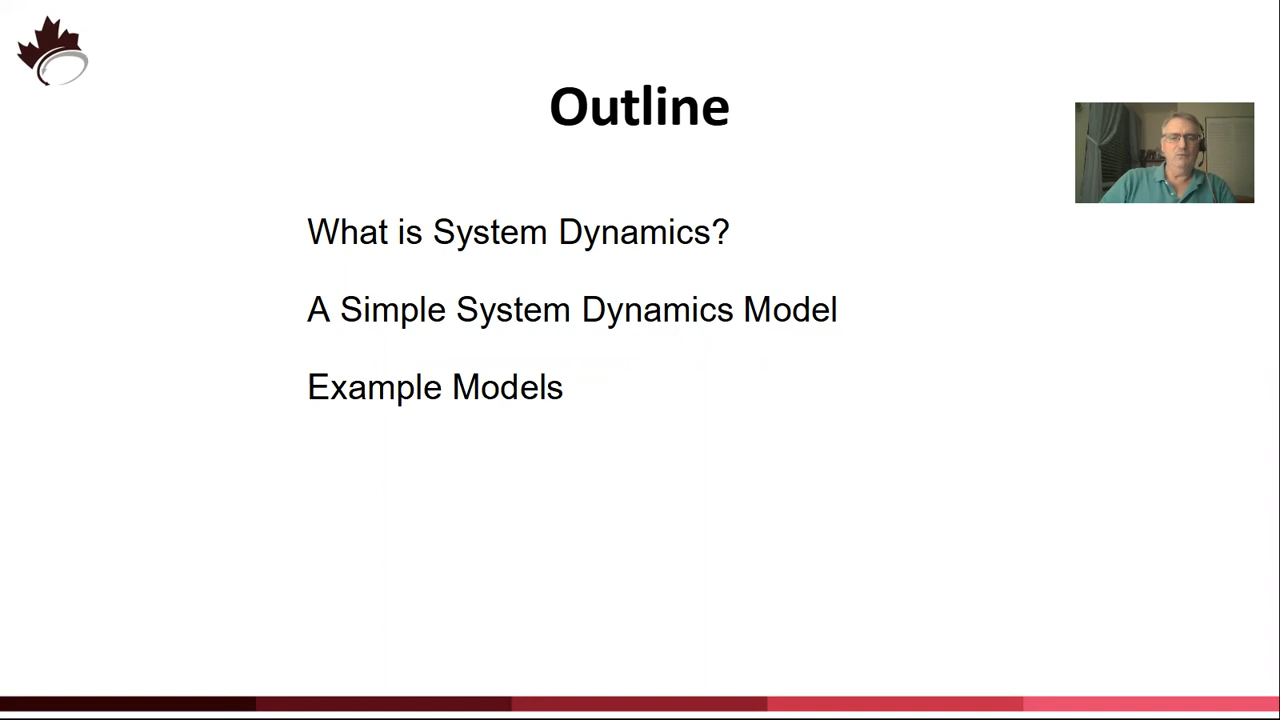 Outline
What is System Dynamics?
A Simple System Dynamics Model
Example Models